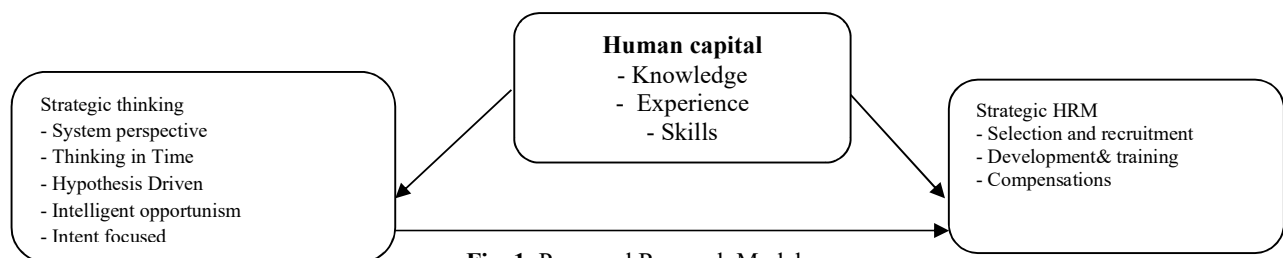 Human capital
- Knowledge
- Experience
- Skills
Strategic thinking
- System perspective
- Thinking in Time
- Hypothesis Driven
- Intelligent opportunism
- Intent focused
Strategic HRM
- Selection and recruitment
- Development& training
- Compensations
Fig 1. Proposed Research Model